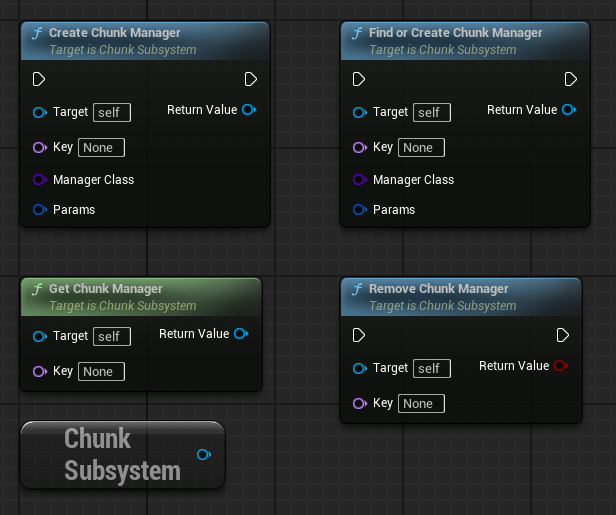 f Create Chunk Manager
Target is Chunk Subsystem
Target self Return Value
Key None
Manager Class
Params
f Find or Create Chunk Manager
Target is Chunk Subsystem
Target self Return Value
Key None
Manager Class
Params
f Get Chunk Manager
Target is Chunk Subsystem
Target self Return Value
Key None
f Remove Chunk Manager
Target is Chunk Subsystem
Target self Return Value
Key None
Chunk
Subsystem